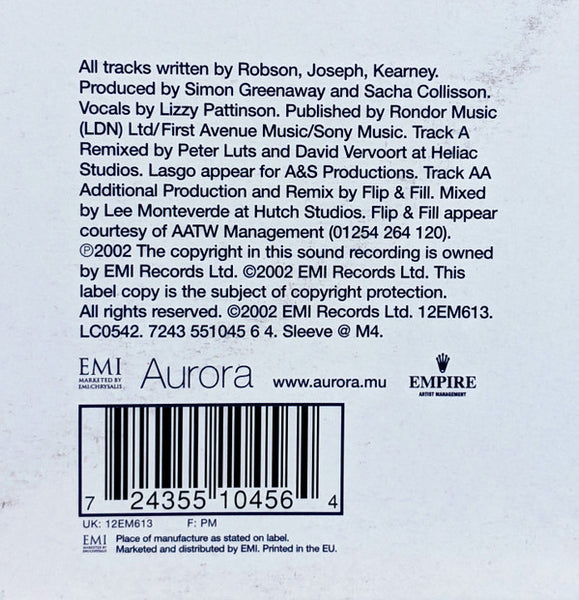 All tracks written by Robson, Joseph, Kearney.
Produced by Simon Greenaway and Sacha Collisson.
Vocals by Lizzy Pattinson. Published by Rondor Music
(LDN) Ltd/First Avenue Music/Sony Music. Track A
Remixed by Peter Luts and David Vervoort at Heliac
Studios. Lasgo appear for A&S Productions. Track AA
Additional Production and Remix by Flip & Fill. Mixed
by Lee Monteverde at Hutch Studios. Flip & Fill appear
courtesy of AATW Management (01254 264 120).
℗2002 The copyright in this sound recording is owned
by EMI Records Ltd. ©2002 EMI Records Ltd. This
label copy is the subject of copyright protection.
All rights reserved. ©2002 EMI Records Ltd. 12EM613.
LC0542. 7243 551045 6 4. Sleeve @ M4.
EMI
MARKETED BY
EMI:CHRYSALIS
Aurora
www.aurora.mu
EMPIRE
ARTIST MANAGEMENT
7 24355 10456 4
UK: 12EM613 F: PM
EMI
Place of manufacture as stated on label.
Marketed and distributed by EMI. Printed in the EU.